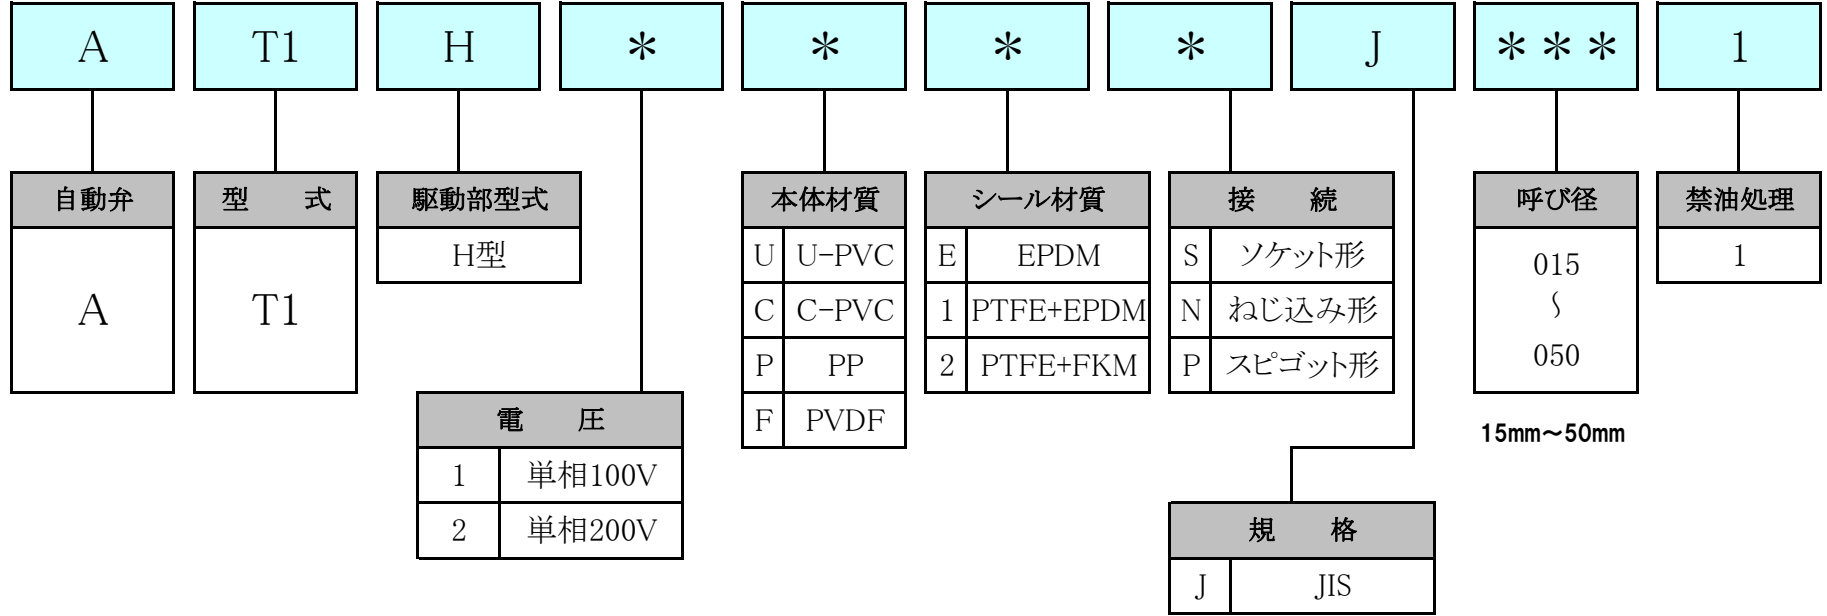 A T1 H * * * * J *** 1
自動弁 型 式 駆動部型式 本体材質 シール材質 接 続 呼び径 禁油処理
A T1
H型
U U-PVC
C C-PVC
P PP
F PVDF
E EPDM
1 PTFE+EPDM
2 PTFE+FKM
S ソケット形
N ねじ込み形
P スピゴット形
015
～
050
1
15mm～50mm
電 圧
1 単相100V
2 単相200V
規 格
J JIS